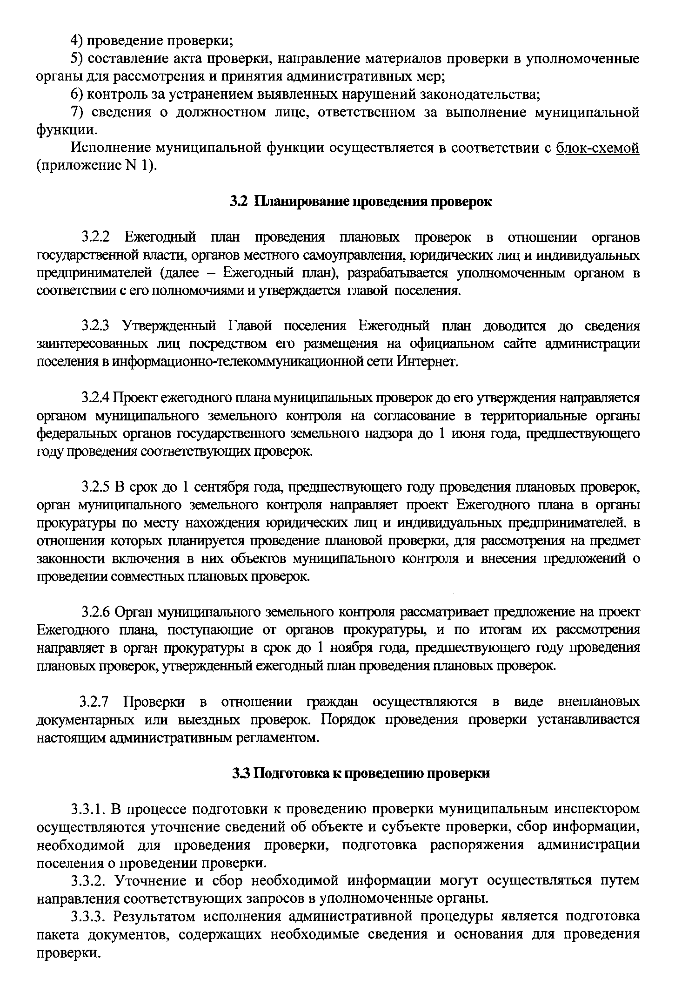 4) проведение проверки;
5) составление акта проверки, направление материалов проверки в уполномоченные
органы для рассмотрения и принятия административных мер;
6) контроль за устранением выявленных нарушений законодательства;
7) сведения о должностном лице, ответственном за выполнение муниципальной
функции.
Исполнение муниципальной функции осуществляется в соответствии с блок-схемой
(приложение N 1).
3.2 Планирование проведения проверок
3.2.2 Ежегодный план проведения плановых проверок в отношении органов
государственной власти, органов местного самоуправления, юридических лиц и индивидуальных
предпринимателей (далее – Ежегодный план), разрабатывается уполномоченным органом в
соответствии с его полномочиями и утверждается главой поселения.
3.2.3 Утвержденный Главой поселения Ежегодный план доводится до сведения
заинтересованных лиц посредством его размещения на официальном сайте администрации
поселения в информационно-телекоммуникационной сети Интернет.
3.2.4 Проект ежегодного плана муниципальных проверок до его утверждения направляется
органом муниципального земельного контроля на согласование в территориальные органы
федеральных органов государственного земельного надзора до 1 июня года, предшествующего
году проведения соответствующих проверок.
3.2.5 В срок до 1 сентября года, предшествующего году проведения плановых проверок,
орган муниципального земельного контроля направляет проект Ежегодного плана в органы
прокуратуры по месту нахождения юридических лиц и индивидуальных предпринимателей. в
отношении которых планируется проведение плановой проверки, для рассмотрения на предмет
законности включения в них объектов муниципального контроля и внесения предложений о
проведении совместных плановых проверок.
3.2.6 Орган муниципального земельного контроля рассматривает предложение на проект
Ежегодного плана, поступающие от органов прокуратуры, и по итогам их рассмотрения
направляет в орган прокуратуры в срок до 1 ноября года, предшествующего году проведения
плановых проверок, утвержденный ежегодный план проведения плановых проверок.
3.2.7 Проверки в отношении граждан осуществляются в виде внеплановых
документарных или выездных проверок. Порядок проведения проверки устанавливается
настоящим административным регламентом.
3.3 Подготовка к проведению проверки
3.3.1. В процессе подготовки к проведению проверки муниципальным инспектором
осуществляются уточнение сведений об объекте и субъекте проверки, сбор информации,
необходимой для проведения проверки, подготовка распоряжения администрации
поселения о проведении проверки.
3.3.2. Уточнение и сбор необходимой информации могут осуществляться путем
направления соответствующих запросов в уполномоченные органы.
3.3.3. Результатом исполнения административной процедуры является подготовка
пакета документов, содержащих необходимые сведения и основания для проведения
проверки.